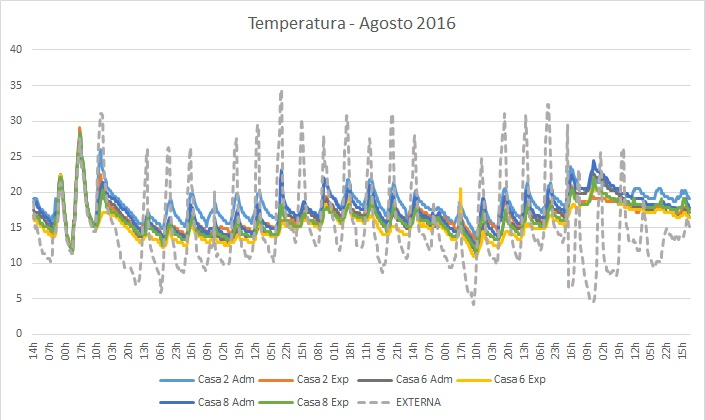 Temperatura - Agosto 2016
40
35
30
25
20
15
10
5
0
14h 07h 00h 17h 10h 03h 20h 13h 06h 23h 16h 09h 02h 19h 12h 05h 22h 15h 08h 01h 18h 11h 04h 21h 14h 07h 00h 17h 10h 03h 20h 13h 06h 23h 16h 09h 02h 19h 12h 05h 22h 15h
Casa 2 Adm Casa 2 Exp Casa 6 Adm Casa 6 Exp
Casa 8 Adm Casa 8 Exp EXTERNA